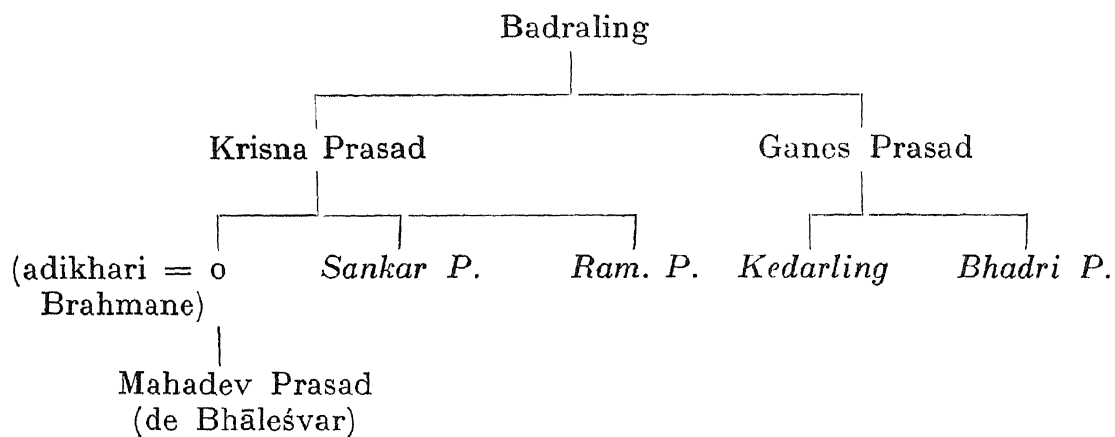 Badraling
Krisna Prasad Ganes Prasad
(adikhari = o Sankar P. Ram. P. Kedarling Bhadri P.
Brahmane)
Mahadev Prasad
(de Bhāleśvar)